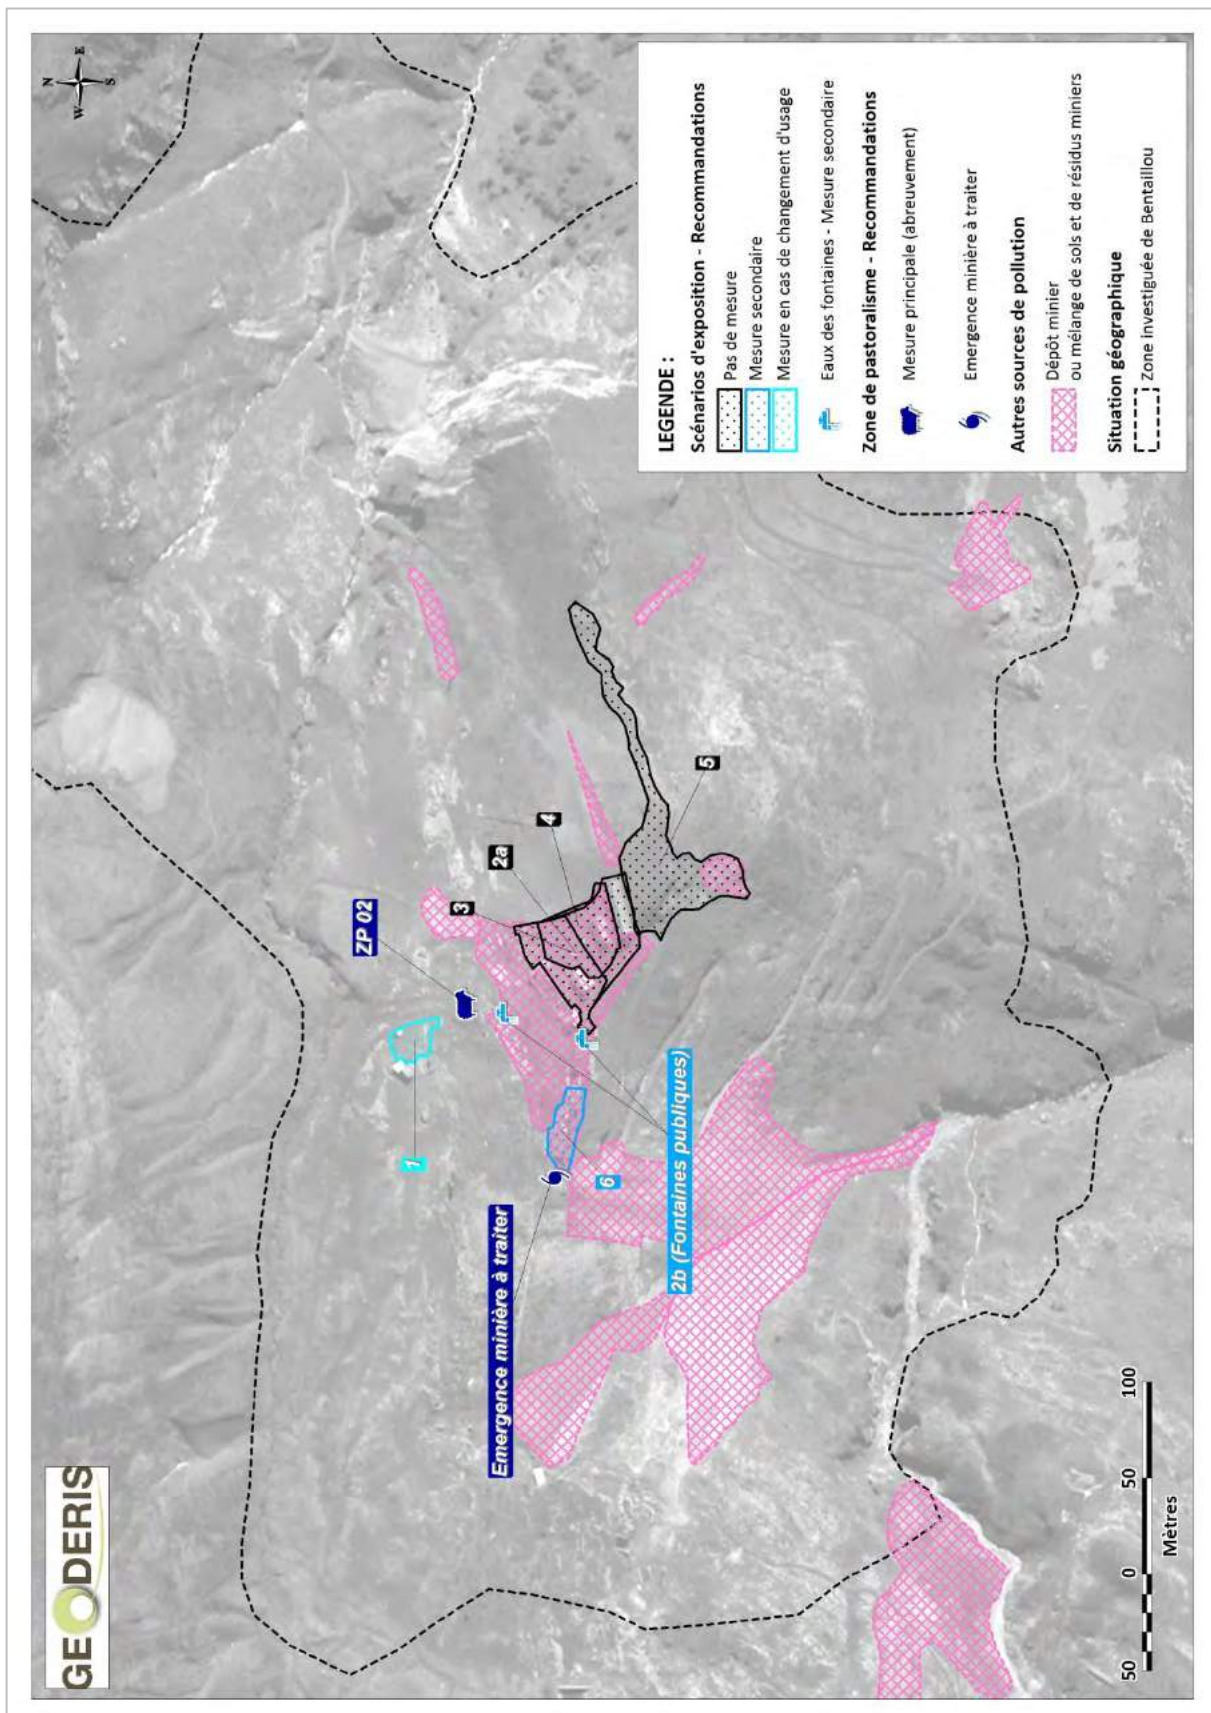 GEODERIS
N
W
E
S
ZP 02
1
3
2a
4
5
6
Emergence minière à traiter
2b (Fontaines publiques)
50
0
50
100
Mètres
LEGENDE :
Scénarios d'exposition - Recommandations
Pas de mesure
Mesure secondaire
Mesure en cas de changement d'usage
Eaux des fontaines - Mesure secondaire
Zone de pastoralisme - Recommandations
Mesure principale (abreuvement)
Emergence minière à traiter
Autres sources de pollution
Dépôt minier
ou mélange de sols et de résidus miniers
Situation géographique
Zone investiguée de Bentaillou